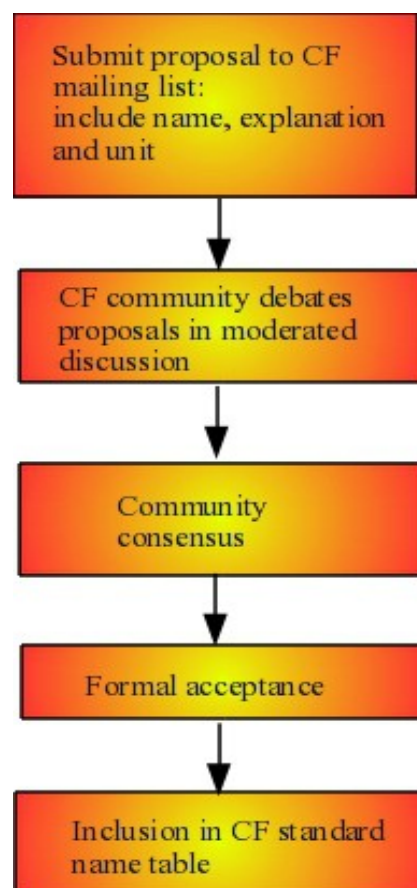 Submit proposal to CF
mailing list:
include name, explanation
and unit
CF community debates
proposals in moderated
discussion
Community
consensus
Formal acceptance
Inclusion in CF standard
name table